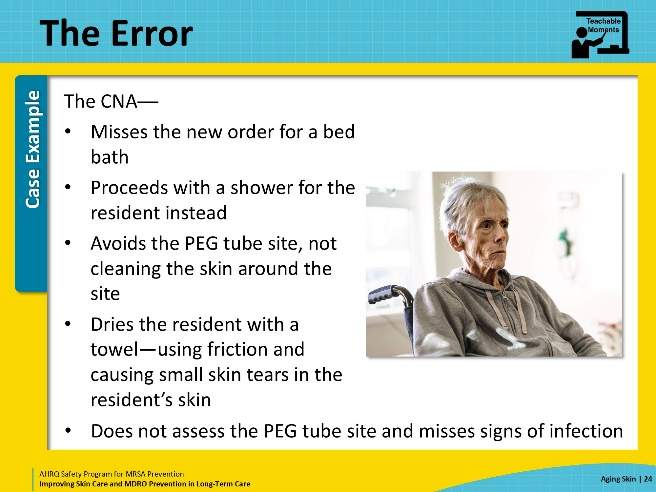 The Error
Teachable
Moments
Case Example
The CNA—
• Misses the new order for a bed
bath
• Proceeds with a shower for the
resident instead
• Avoids the PEG tube site, not
cleaning the skin around the
site
• Dries the resident with a
towel—using friction and
causing small skin tears in the
resident’s skin
• Does not assess the PEG tube site and misses signs of infection
AHRQ Safety Program for MRSA Prevention
Improving Skin Care and MDRO Prevention in Long-Term Care
Aging Skin | 24